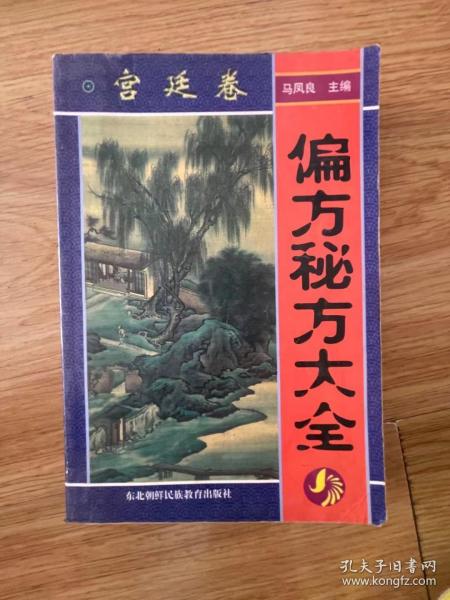 宫廷卷
马凤良 主编
偏方秘方大全
东北朝鲜民族教育出版社
孔夫子旧书网
www.kongfz.com